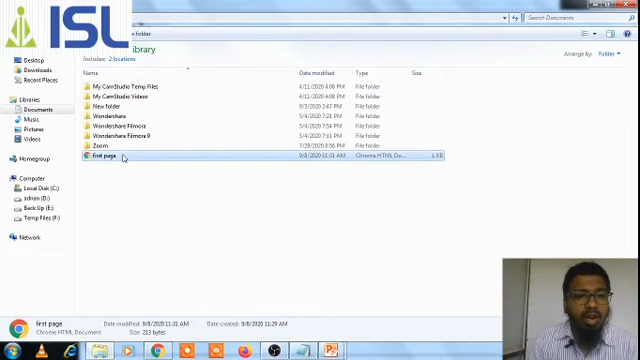 ISL
Search Documents
folder
Library
Includes: 2 locations
Arrange by: Folder
Name Date modified Type Size
Desktop
Downloads
Recent Places
Libraries
Documents
Music
Pictures
Videos
Homegroup
Computer
Local Disk (C:)
adnan (D:)
Back Up (E:)
Temp Files (F:)
Network
My CamStudio Temp Files 4/11/2020 4:08 PM File folder
My CamStudio Videos 4/11/2020 4:08 PM File folder
New folder 9/3/2020 2:47 PM File folder
Wondershare 5/4/2020 7:21 PM File folder
Wondershare Filmora 5/4/2020 7:13 PM File folder
Wondershare Filmora 9 5/4/2020 7:11 PM File folder
Zoom 7/29/2020 6:56 PM File folder
first page 9/8/2020 11:31 AM Chrome HTML Do... 1 KB
first page Date modified: 9/8/2020 11:31 AM Date created: 9/8/2020 11:29 AM
Chrome HTML Document Size: 213 bytes